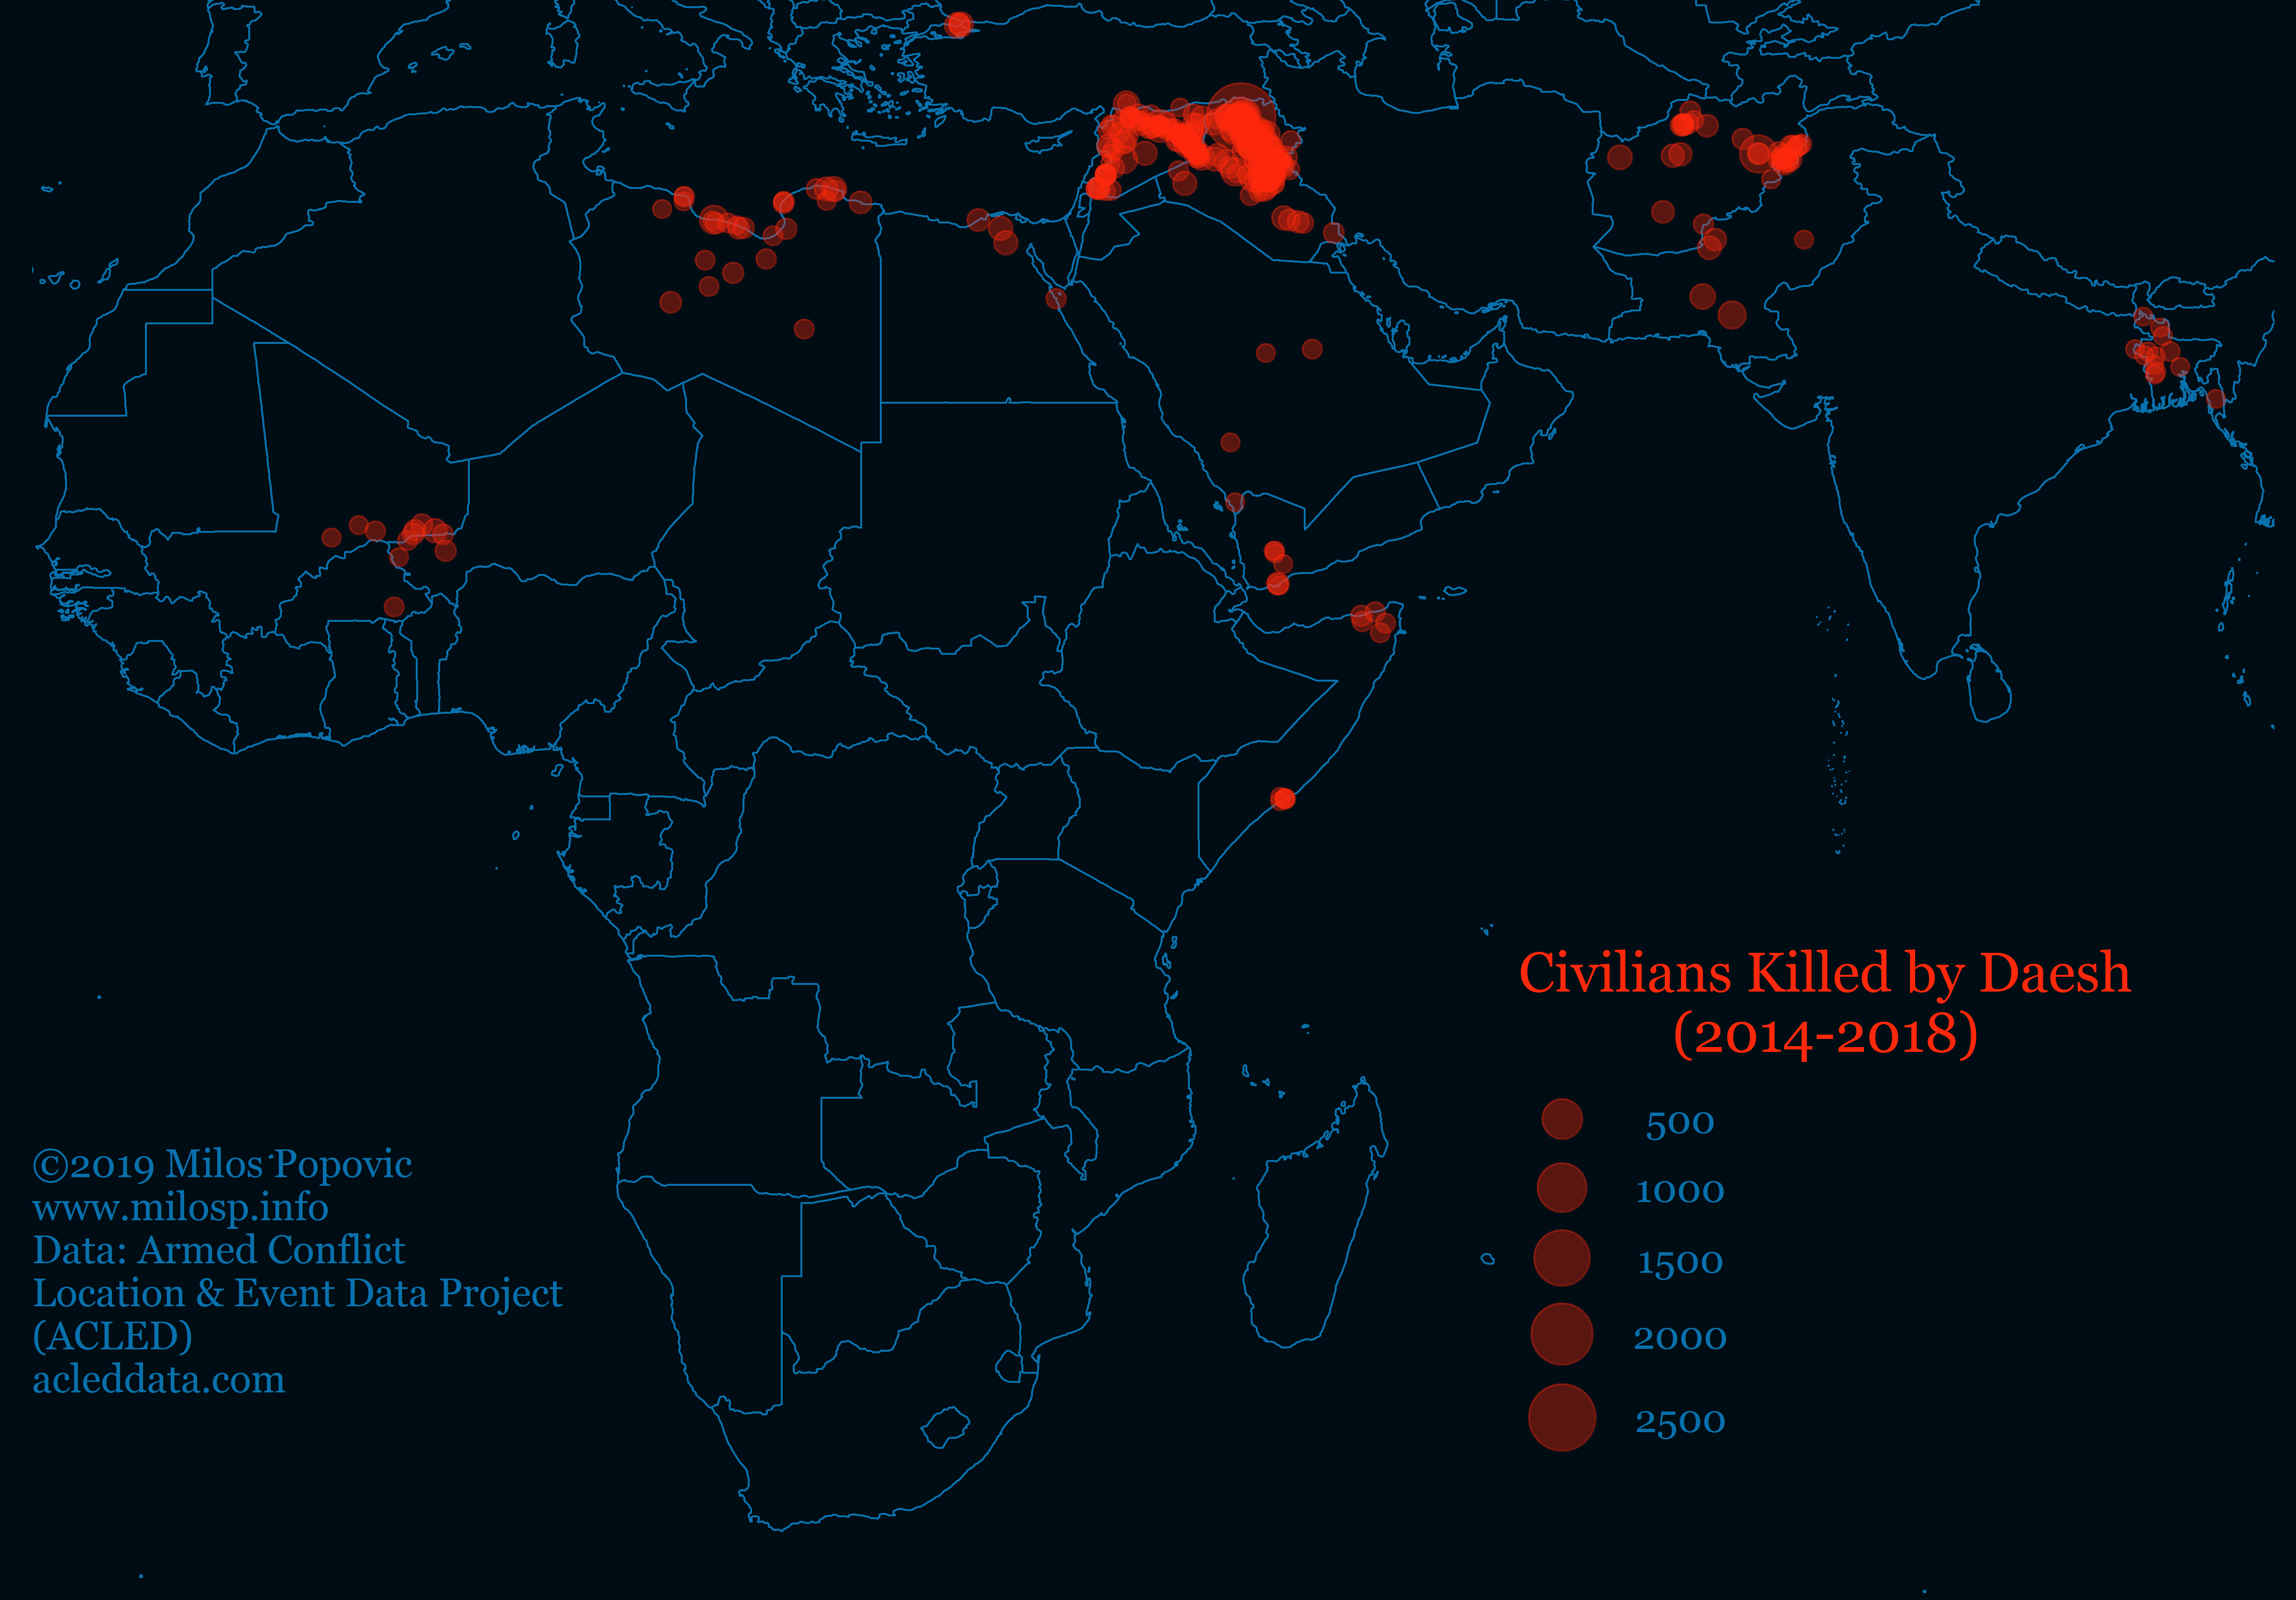 Civilians Killed by Daesh
(2014-2018)
500
1000
1500
2000
2500
©2019 Milos Popovic
www.milosp.info
Data: Armed Conflict
Location & Event Data Project
(ACLED)
acleddata.com